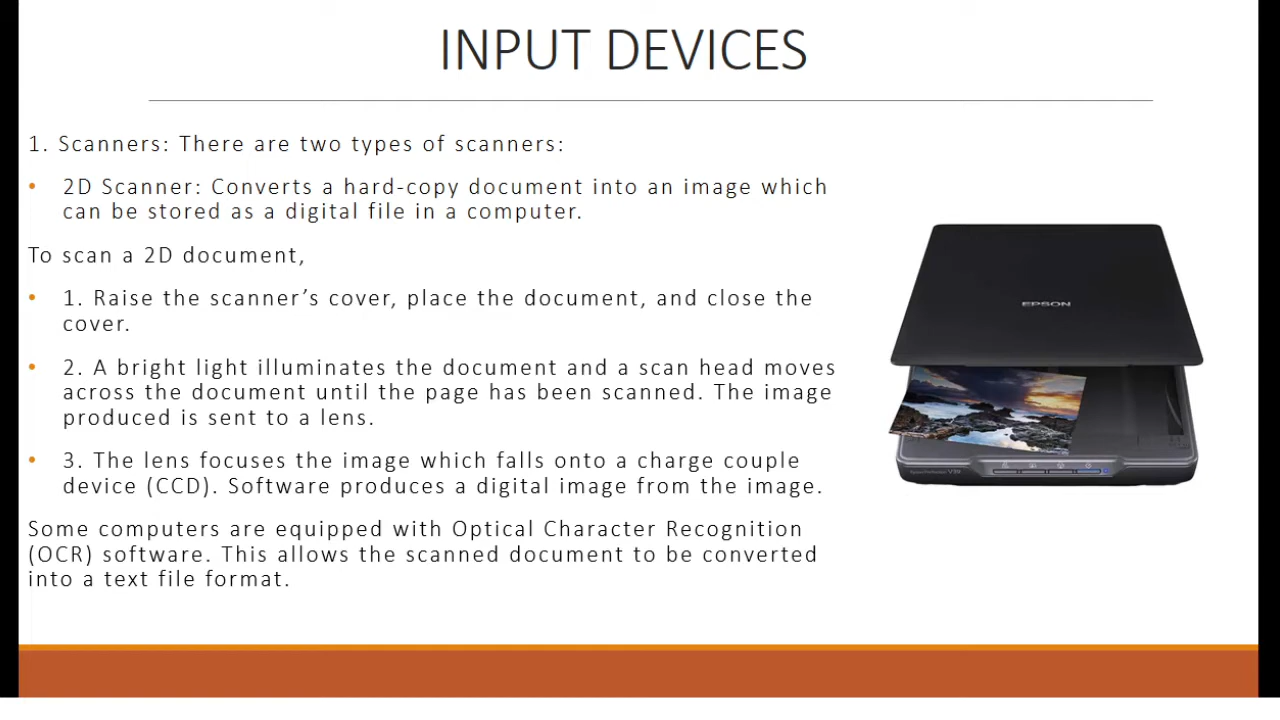 INPUT DEVICES
1. Scanners: There are two types of scanners:
• 2D Scanner: Converts a hard-copy document into an image which
can be stored as a digital file in a computer.
To scan a 2D document,
• 1. Raise the scanner’s cover, place the document, and close the
cover.
• 2. A bright light illuminates the document and a scan head moves
across the document until the page has been scanned. The image
produced is sent to a lens.
• 3. The lens focuses the image which falls onto a charge couple
device (CCD). Software produces a digital image from the image.
Some computers are equipped with Optical Character Recognition
(OCR) software. This allows the scanned document to be converted
into a text file format.
EPSON